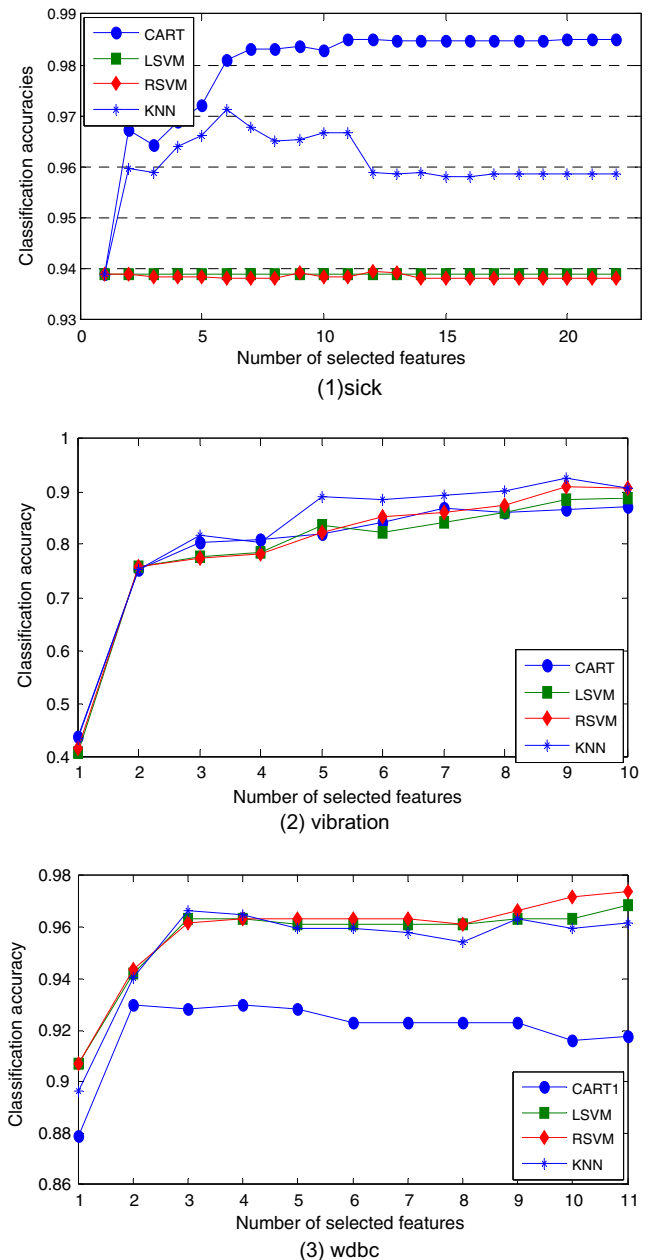 0.99
CART
LSVM
RSVM
KNN
0.98
0.97
0.96
0.95
0.94
0.93
Classification accuracies
0 5 10 15 20
Number of selected features
(1)sick
1
0.9
0.8
0.7
0.6
0.5
0.4
Classification accuracy
CART
LSVM
RSVM
KNN
1 2 3 4 5 6 7 8 9 10
Number of selected features
(2) vibration
0.98
0.96
0.94
0.92
0.9
0.88
0.86
Classification accuracy
CART1
LSVM
RSVM
KNN
1 2 3 4 5 6 7 8 9 10 11
Number of selected features
(3) wdbc